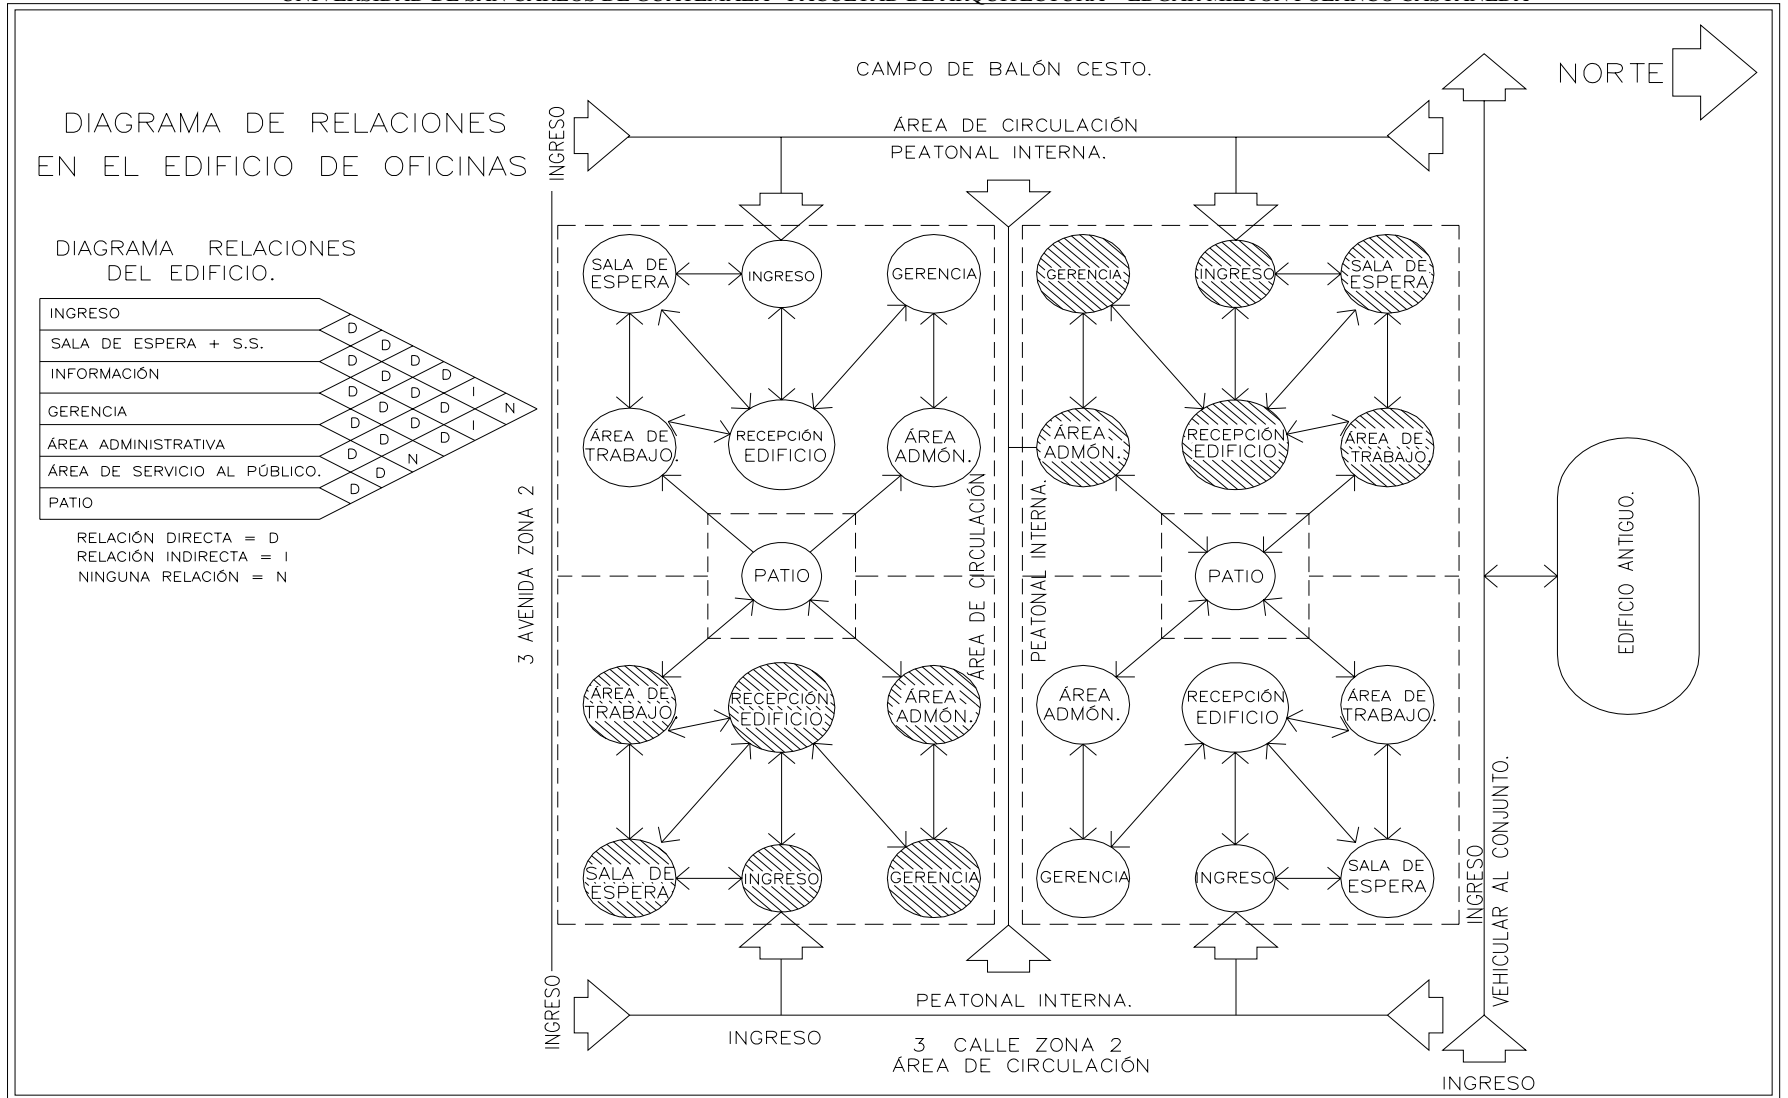 CAMPO DE BALÓN CESTO.
NORTE
DIAGRAMA DE RELACIONES
EN EL EDIFICIO DE OFICINAS
INGRESO
ÁREA DE CIRCULACIÓN
PEATONAL INTERNA.
DIAGRAMA RELACIONES
DEL EDIFICIO.
INGRESO
SALA DE ESPERA + S.S.
INFORMACIÓN
GERENCIA
ÁREA ADMINISTRATIVA
ÁREA DE SERVICIO AL PÚBLICO.
PATIO
D
D
D D
D D
D D I
D D N
D D I
D D
D N
D
D
RELACIÓN DIRECTA = D
RELACIÓN INDIRECTA = I
NINGUNA RELACIÓN = N
3 AVENIDA ZONA 2
SALA DE
ESPERA
INGRESO
GERENCIA
ÁREA DE
TRABAJO.
RECEPCIÓN
EDIFICIO
ÁREA
ADMÓN.
PATIO
ÁREA DE
TRABAJO
RECEPCIÓN
EDIFICIO
ÁREA
ADMÓN.
SALA DE
ESPERA
INGRESO
GERENCIA
ÁREA DE CIRCULACIÓN
PEATONAL INTERNA.
GERENCIA
INGRESO
SALA DE
ESPERA
ÁREA
ADMÓN.
RECEPCIÓN
EDIFICIO
ÁREA DE
TRABAJO.
PATIO
ÁREA
ADMÓN.
RECEPCIÓN
EDIFICIO
ÁREA DE
TRABAJO.
GERENCIA
INGRESO
SALA DE
ESPERA
EDIFICIO ANTIGUO.
INGRESO
VEHICULAR AL CONJUNTO.
INGRESO
PEATONAL INTERNA.
INGRESO
3 CALLE ZONA 2
ÁREA DE CIRCULACIÓN
INGRESO